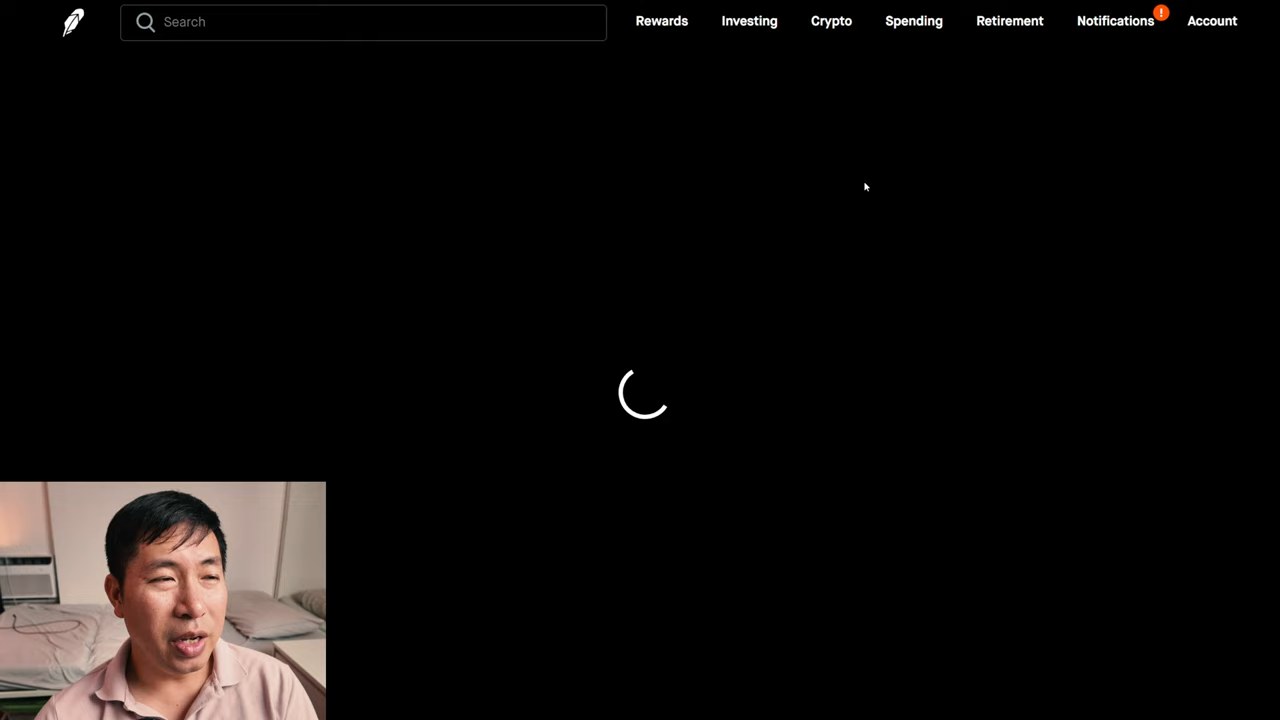 Search
Rewards
Investing
Crypto
Spending
Retirement
Notifications
!
Account